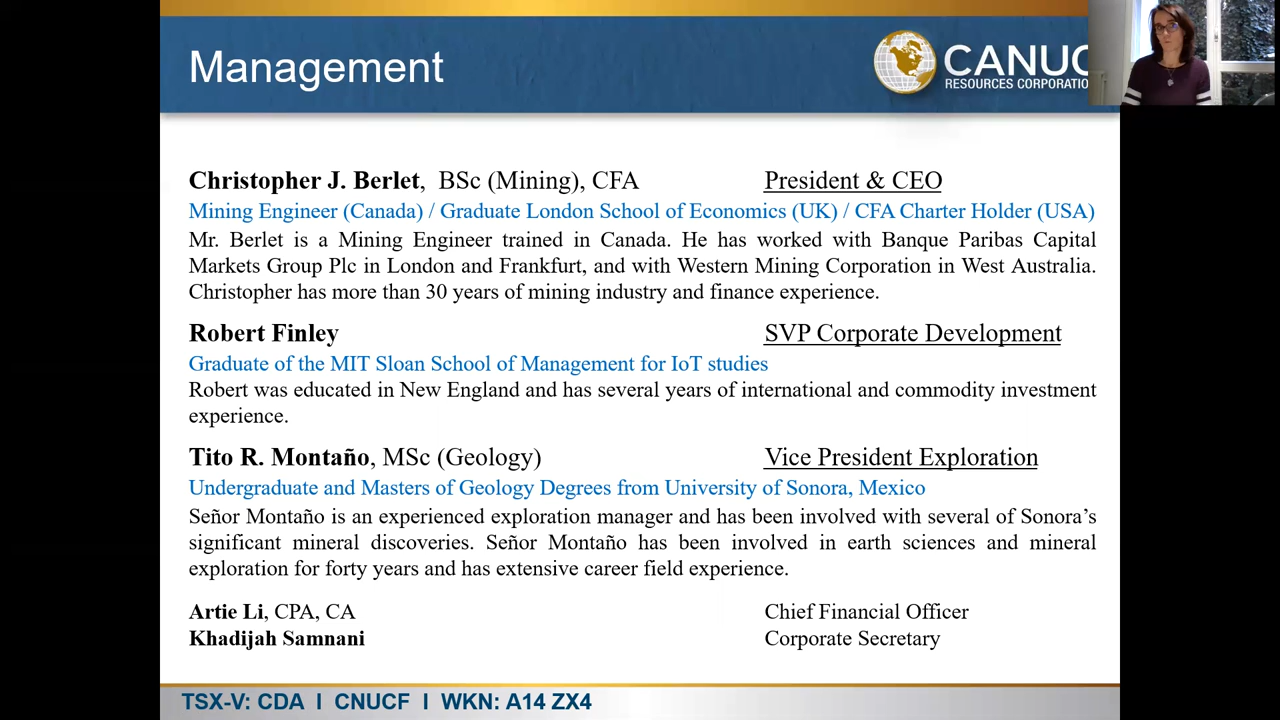 Management
CANUC
RESOURCES CORPORATIO
Christopher J. Berlet, BSc (Mining), CFA President & CEO
Mining Engineer (Canada) / Graduate London School of Economics (UK) / CFA Charter Holder (USA)
Mr. Berlet is a Mining Engineer trained in Canada. He has worked with Banque Paribas Capital
Markets Group Plc in London and Frankfurt, and with Western Mining Corporation in West Australia.
Christopher has more than 30 years of mining industry and finance experience.
Robert Finley SVP Corporate Development
Graduate of the MIT Sloan School of Management for IoT studies
Robert was educated in New England and has several years of international and commodity investment
experience.
Tito R. Montaño, MSc (Geology) Vice President Exploration
Undergraduate and Masters of Geology Degrees from University of Sonora, Mexico
Señor Montaño is an experienced exploration manager and has been involved with several of Sonora’s
significant mineral discoveries. Señor Montaño has been involved in earth sciences and mineral
exploration for forty years and has extensive career field experience.
Artie Li, CPA, CA Chief Financial Officer
Khadijah Samnani Corporate Secretary
TSX-V: CDA I CNUCF I WKN: A14 ZX4